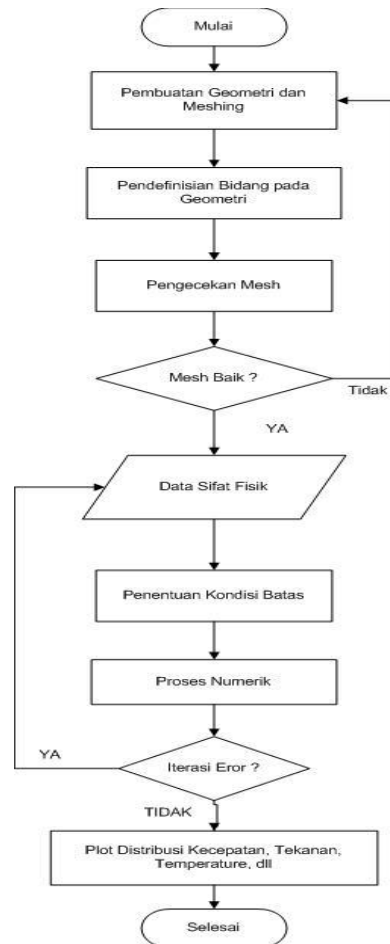 Mulai
Pembuatan Geometri dan
Meshing
Pendefinisian Bidang pada
Geometri
Pengecekan Mesh
Mesh Baik ?
Tidak
YA
Data Sifat Fisik
Penentuan Kondisi Batas
Proses Numerik
YA
Iterasi Eror ?
TIDAK
Plot Distribusi Kecepatan, Tekanan,
Temperature, dll
Selesai